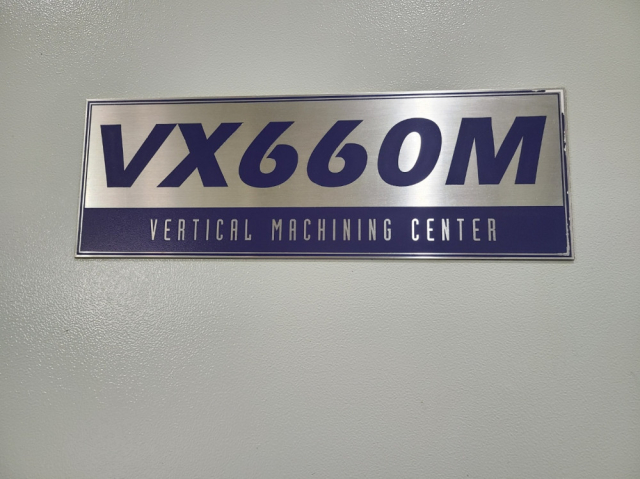 VX660M
VERTICAL MACHINING CENTER